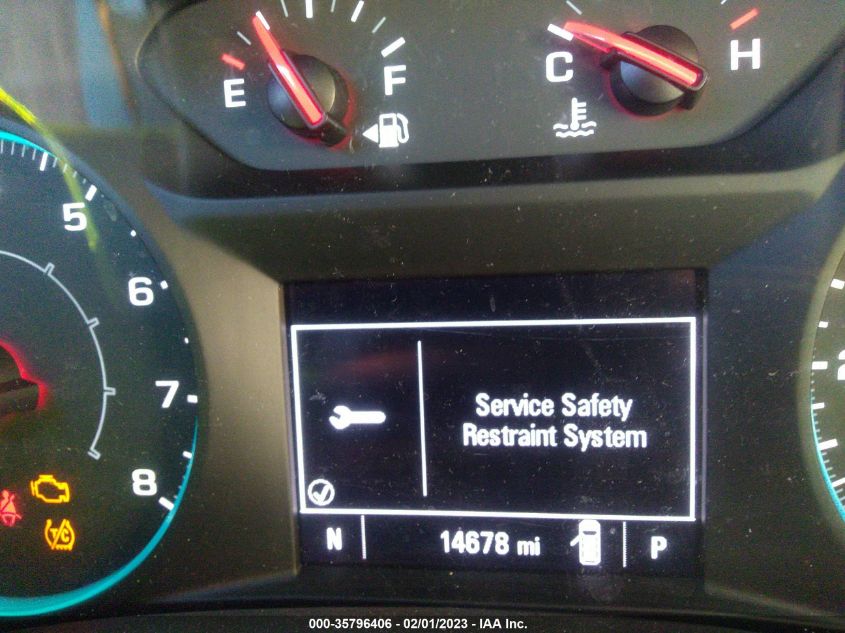 E F C H
5
6
7
8
T/C
Service Safety
Restraint System
N 14678 mi P
000-35796406 - 02/01/2023 - IAA Inc.